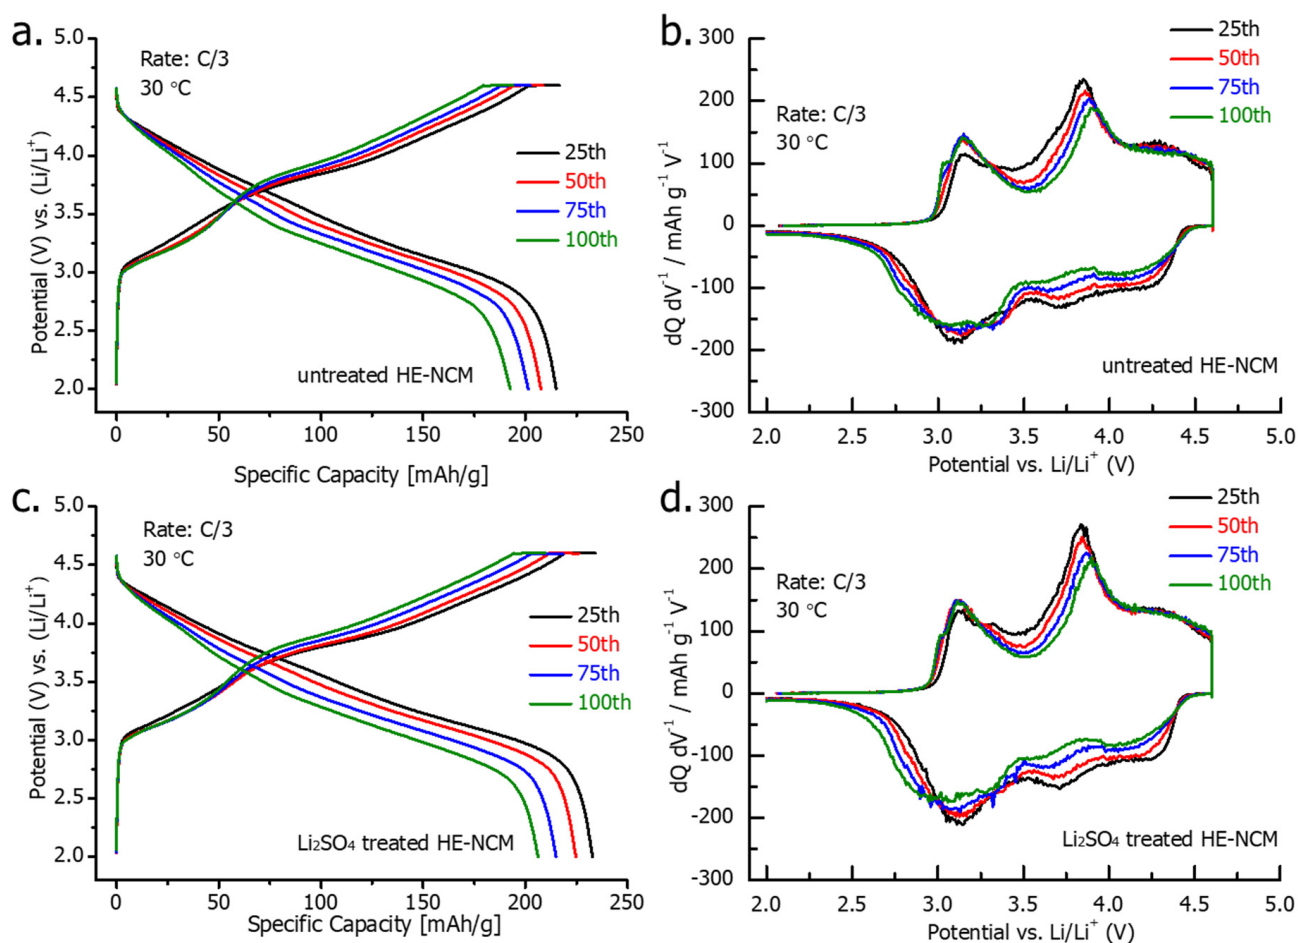 a.
Rate: C/3
30 °C
25th
50th
75th
100th
untreated HE-NCM
Potential (V) vs. (Li/Li⁺)
5.0
4.5
4.0
3.5
3.0
2.5
2.0
0
50
100
150
200
250
Specific Capacity [mAh/g]
b.
25th
50th
75th
100th
Rate: C/3
30 °C
untreated HE-NCM
dQ dV⁻¹ / mAh g⁻¹ V⁻¹
300
200
100
0
-100
-200
-300
2.0
2.5
3.0
3.5
4.0
4.5
5.0
Potential vs. Li/Li⁺ (V)
c.
Rate: C/3
30 °C
25th
50th
75th
100th
Li₂SO₄ treated HE-NCM
Potential (V) vs. (Li/Li⁺)
5.0
4.5
4.0
3.5
3.0
2.5
2.0
0
50
100
150
200
250
Specific Capacity [mAh/g]
d.
25th
50th
75th
100th
Rate: C/3
30 °C
Li₂SO₄ treated HE-NCM
dQ dV⁻¹ / mAh g⁻¹ V⁻¹
300
200
100
0
-100
-200
-300
2.0
2.5
3.0
3.5
4.0
4.5
5.0
Potential vs. Li/Li⁺ (V)